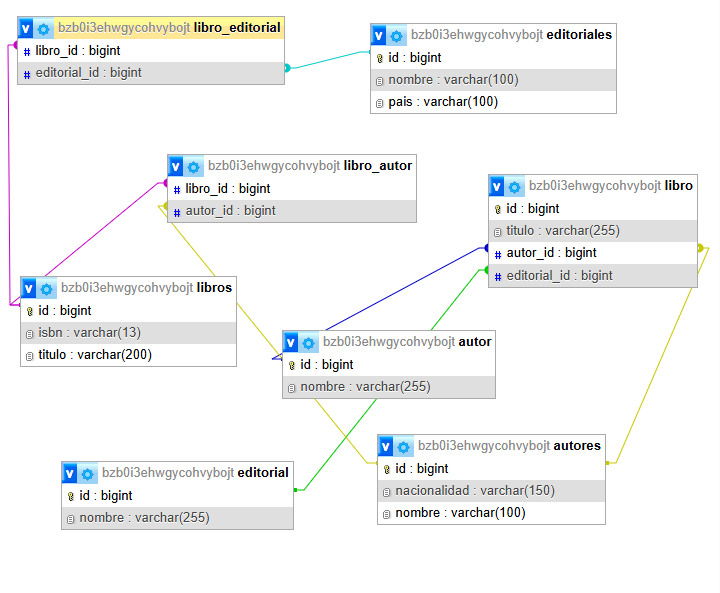 v bzb0i3ehwgycohvybojt libro_editorial
# libro_id : bigint
# editorial_id : bigint
v bzb0i3ehwgycohvybojt editoriales
id : bigint
nombre : varchar(100)
pais : varchar(100)
v bzb0i3ehwgycohvybojt libro_autor
# libro_id : bigint
# autor_id : bigint
v bzb0i3ehwgycohvybojt libro
id : bigint
titulo : varchar(255)
# autor_id : bigint
# editorial_id : bigint
v bzb0i3ehwgycohvybojt libros
id : bigint
isbn : varchar(13)
titulo : varchar(200)
v bzb0i3ehwgycohvybojt autor
id : bigint
nombre : varchar(255)
v bzb0i3ehwgycohvybojt autores
id : bigint
nacionalidad : varchar(150)
nombre : varchar(100)
v bzb0i3ehwgycohvybojt editorial
id : bigint
nombre : varchar(255)